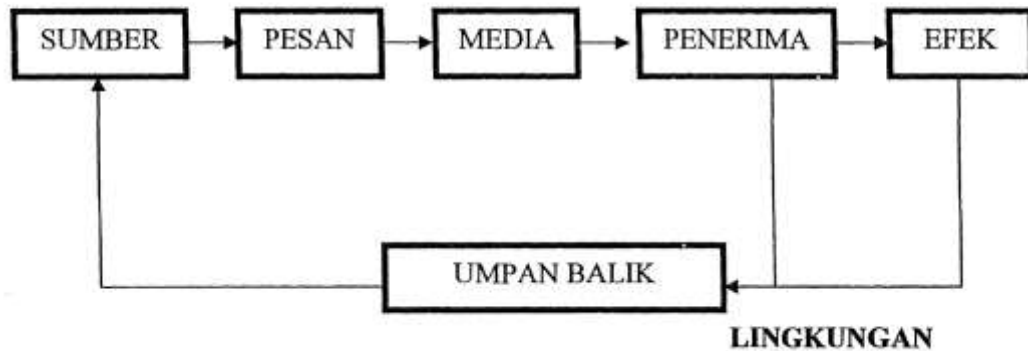 SUMBER
PESAN
MEDIA
PENERIMA
EFEK
UMPAN BALIK
LINGKUNGAN